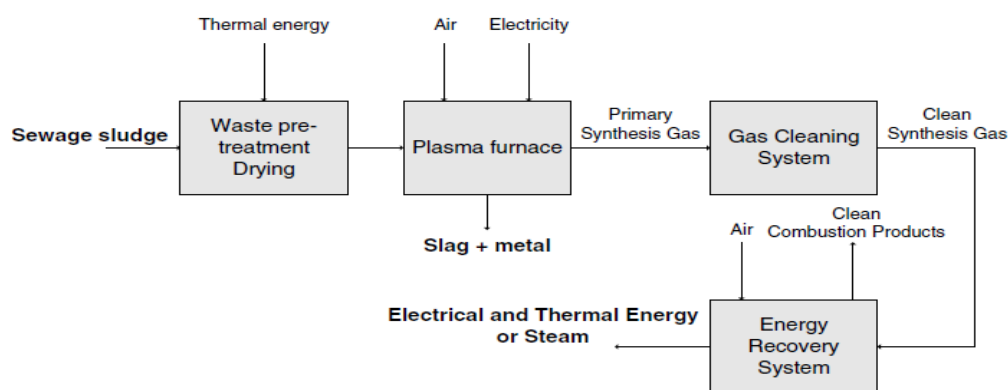 Thermal energy
Air
Electricity
Sewage sludge
Waste pre-
treatment
Drying
Plasma furnace
Primary
Synthesis Gas
Gas Cleaning
System
Clean
Synthesis Gas
Slag + metal
Air
Clean
Combustion Products
Electrical and Thermal Energy
or Steam
Energy
Recovery
System